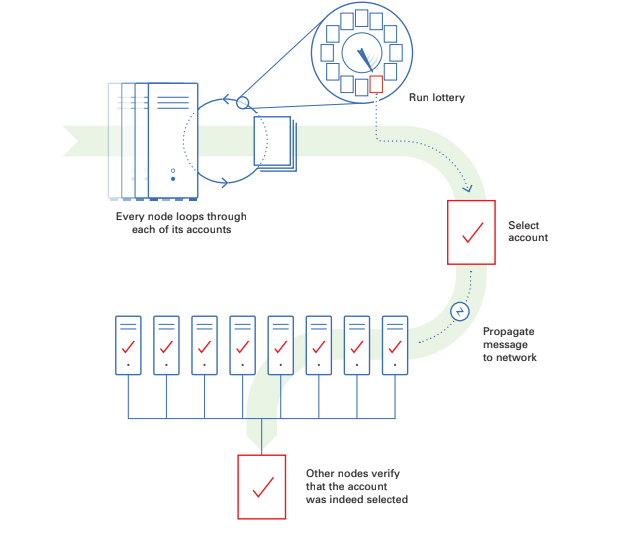 Run lottery
Every node loops through
each of its accounts
Select
account
Propagate
message
to network
Other nodes verify
that the account
was indeed selected